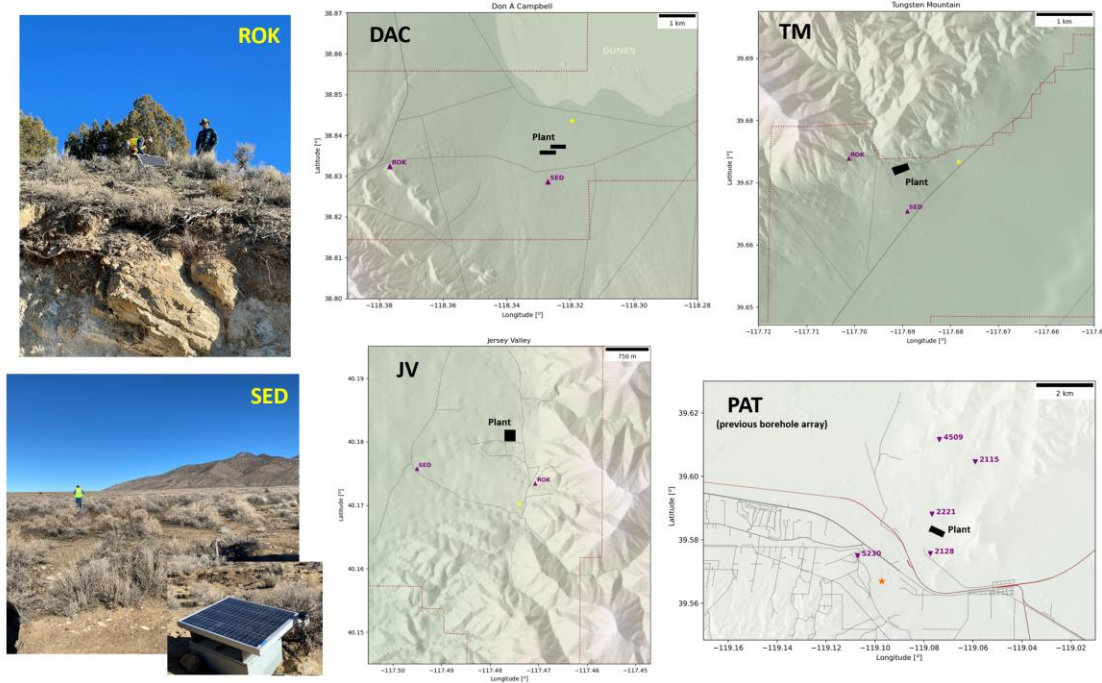 ROK
SED
Don A Campbell
DAC
1 km
DUNES
Plant
ROK
SED
38.87
38.86
38.85
38.84
38.83
38.82
38.81
38.80
Latitude [°]
−118.38
−118.36
−118.34
−118.32
−118.30
−118.28
Longitude [°]
Tungsten Mountain
TM
1 km
ROK
Plant
SED
39.69
39.68
39.67
39.66
39.65
Latitude [°]
−117.72
−117.71
−117.70
−117.69
−117.68
−117.67
−117.66
Longitude [°]
Jersey Valley
JV
750 m
Plant
SED
ROK
40.19
40.18
40.17
40.16
40.15
Latitude [°]
−117.50
−117.48
−117.48
−117.47
−117.46
−117.47
Longitude [°]
PAT
(previous borehole array)
2 km
4509
2115
2221
Plant
5230
2128
39.62
39.60
39.58
39.56
Latitude [°]
−119.16
−119.14
−119.12
−119.10
−119.08
−119.06
−119.04
−119.02
Longitude [°]